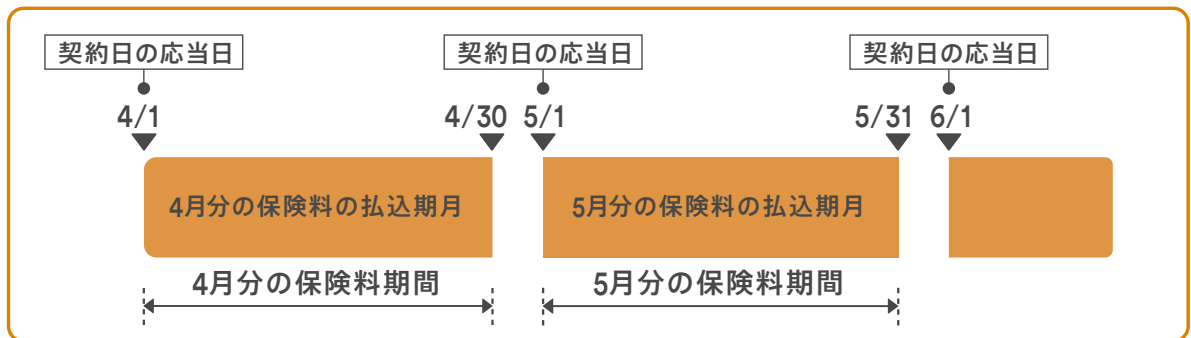 契約日の応当日 契約日の応当日 契約日の応当日
4/1 4/30 5/1 5/31 6/1
4月分の保険料の払込期月 5月分の保険料の払込期月
4月分の保険料期間 5月分の保険料期間